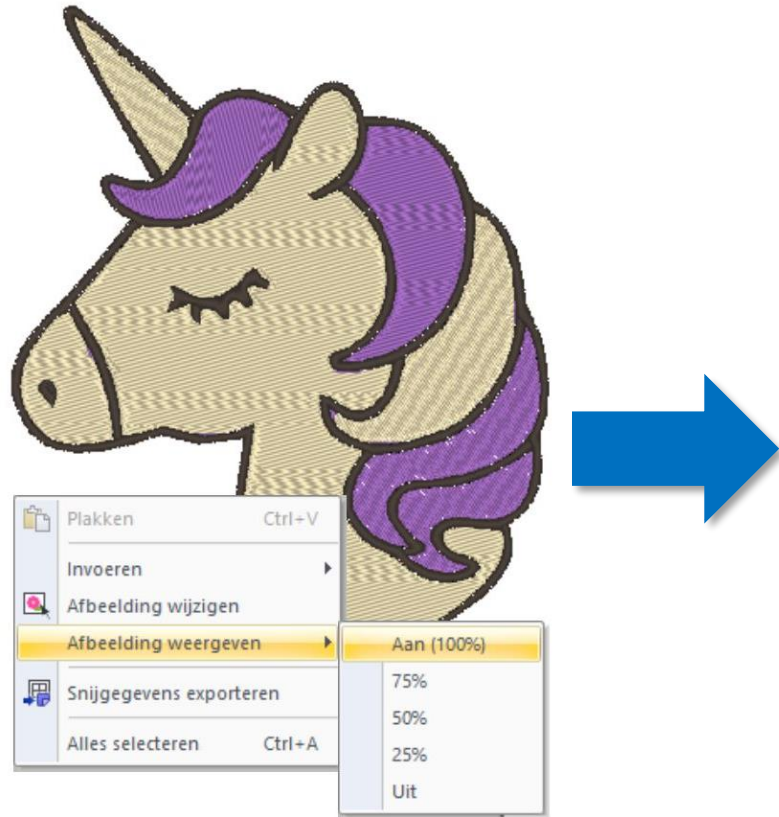 Plakken Ctrl+V
Invoeren
Afbeelding wijzigen
Afbeelding weergeven
Snijgegevens exporteren
Alles selecteren Ctrl+A
Aan (100%)
75%
50%
25%
Uit